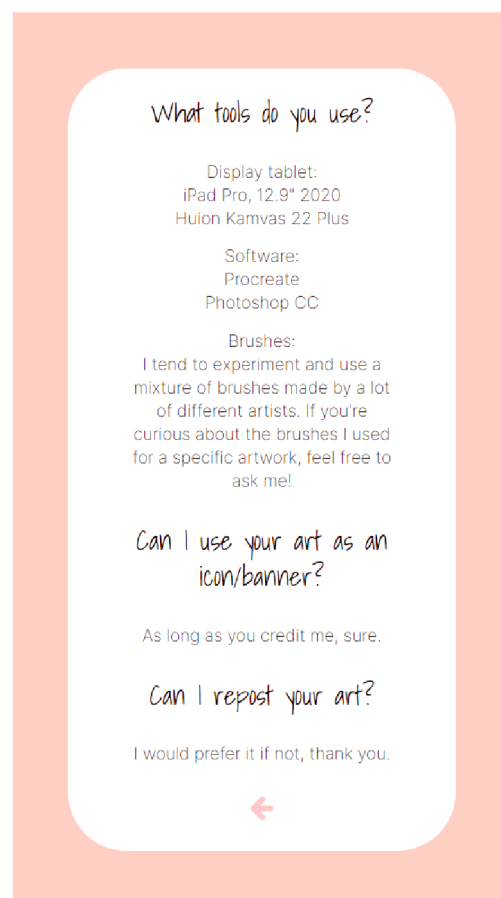 What tools do you use?
Display tablet:
iPad Pro, 12.9" 2020
Huion Kamvas 22 Plus
Software:
Procreate
Photoshop CC
Brushes:
I tend to experiment and use a
mixture of brushes made by a lot
of different artists. If you're
curious about the brushes I used
for a specific artwork, feel free to
ask me!
Can I use your art as an
icon/banner?
As long as you credit me, sure.
Can I repost your art?
I would prefer it if not, thank you.